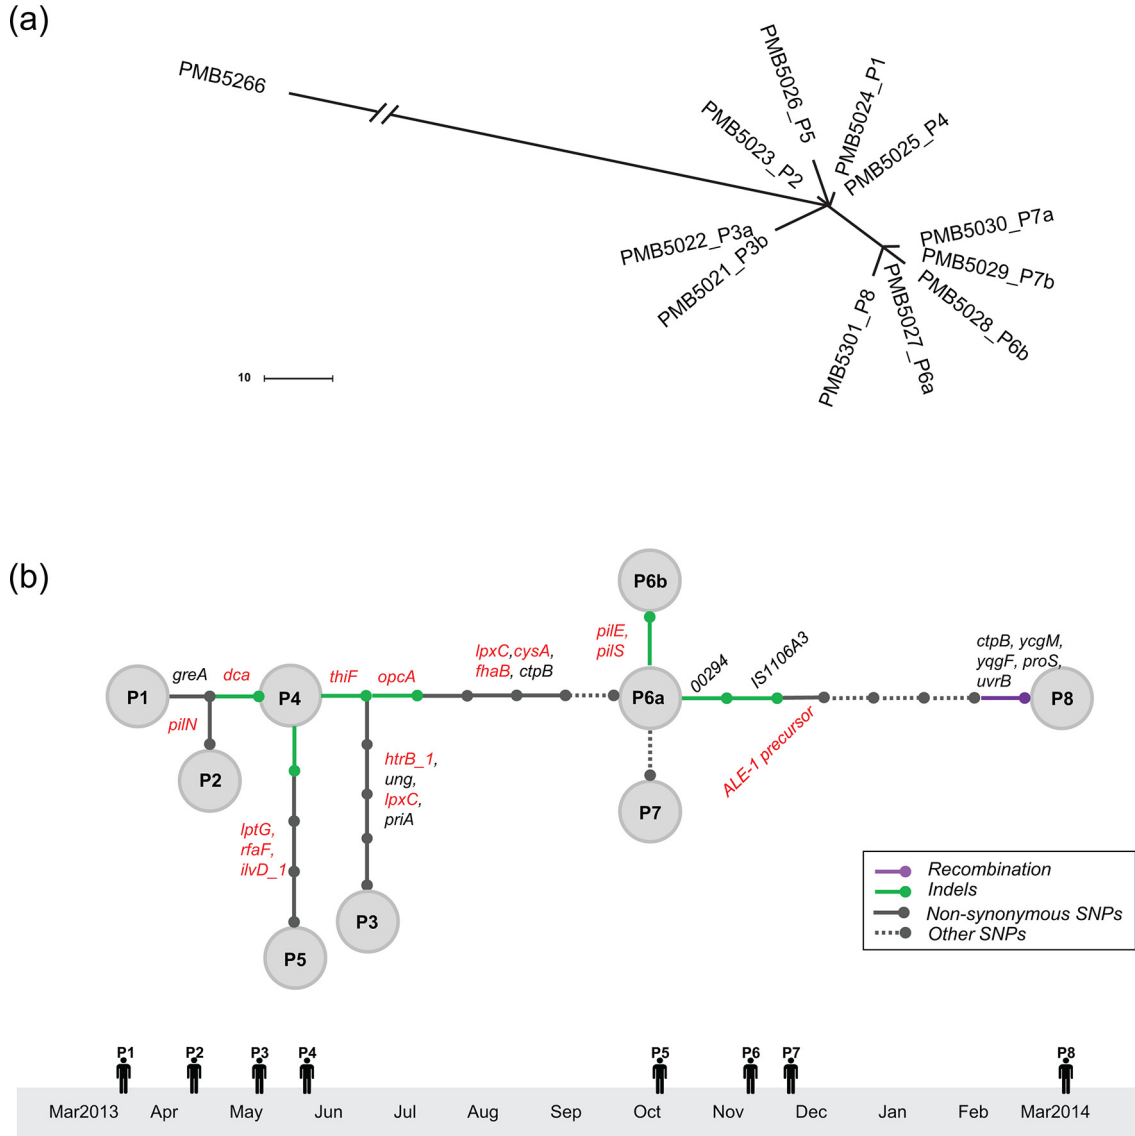 (a)
PMB5266
PMB5026_P5
PMB5024_P1
PMB5023_P2
PMB5025_P4
PMB5022_P3a
PMB5021_P3b
PMB5030_P7a
PMB5029_P7b
PMB5028_P6b
PMB5027_P6a
PMB5301_P8
10
(b)
P6b
pilE,
pilS
lpxC,cysA,
fhaB, ctpB
00294
IS1106A3
ctpB, ycgM,
yqgF, proS,
uvrB
greA
dca
thiF
opcA
P1
P4
P6a
P8
pilN
ALE-1 precursor
P2
htrB_1,
ung,
lpxC,
priA
P7
lptG,
rfaF,
ilvD_1
P3
P5
Recombination
Indels
Non-synonymous SNPs
Other SNPs
P1 P2 P3 P4 P5 P6 P7 P8
Mar2013 Apr May Jun Jul Aug Sep Oct Nov Dec Jan Feb Mar2014